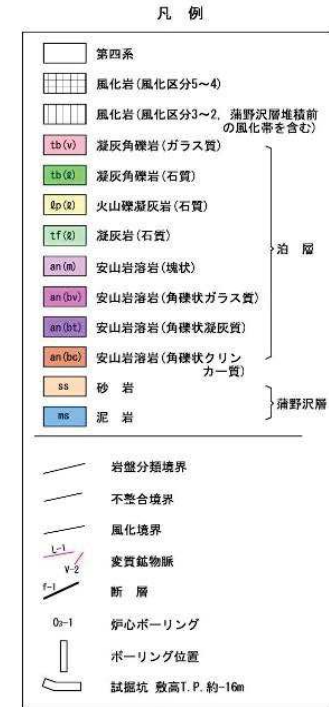 凡 例
第四系
風化岩(風化区分5～4)
風化岩(風化区分3～2, 蒲野沢層堆積前
の風化帯を含む)
tb(v) 凝灰角礫岩(ガラス質)
tb(ℓ) 凝灰角礫岩(石質)
ℓp(ℓ) 火山礫凝灰岩(石質)
tf(ℓ) 凝灰岩(石質)
an(m) 安山岩溶岩(塊状)
泊 層
an(bv) 安山岩溶岩(角礫状ガラス質)
an(bt) 安山岩溶岩(角礫状凝灰質)
an(bc) 安山岩溶岩(角礫状クリン
カー質)
ss 砂 岩
蒲野沢層
ms 泥 岩
岩盤分類境界
不整合境界
風化境界
L-1 V-2 変質鉱物脈
f-1 断 層
O3-1 炉心ボーリング
ボーリング位置
試掘坑 敷高T.P.約-16m